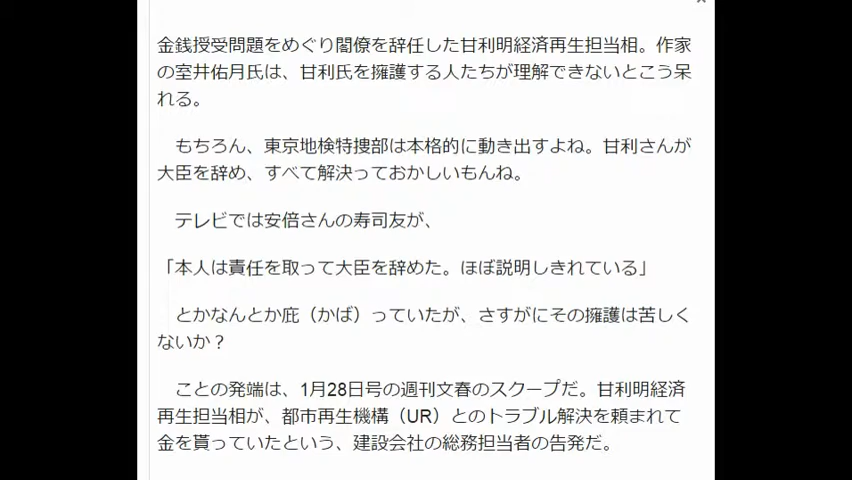 金銭授受問題をめぐり閣僚を辞任した甘利明経済再生担当相。作家
の室井佑月氏は、甘利氏を擁護する人たちが理解できないとこう呆
れる。
もちろん、東京地検特捜部は本格的に動き出すよね。甘利さんが
大臣を辞め、すべて解決っておかしいもんね。
テレビでは安倍さんの寿司友が、
「本人は責任を取って大臣を辞めた。ほぼ説明しきれている」
とかなんとか庇（かば）っていたが、さすがにその擁護は苦しく
ないか？
ことの発端は、1月28日号の週刊文春のスクープだ。甘利明経済
再生担当相が、都市再生機構（UR）とのトラブル解決を頼まれて
金を貰っていたという、建設会社の総務担当者の告発だ。